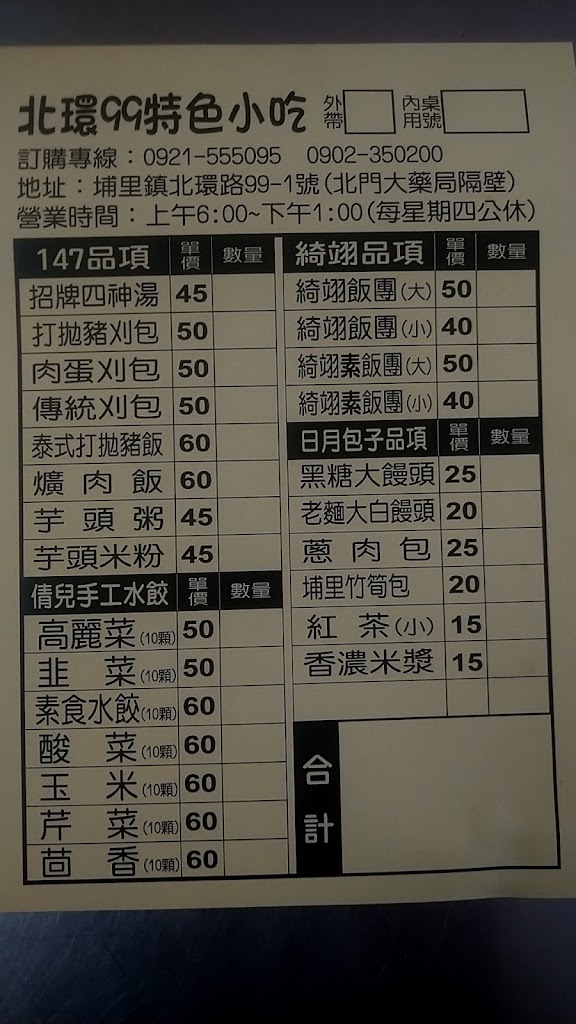 北環99特色小吃 外帶 內用桌號
訂購專線：0921-555095 0902-350200
地址：埔里鎮北環路99-1號(北門大藥局隔壁)
營業時間：上午6:00~下午1:00(每星期四公休)
147品項 單價 數量
招牌四神湯 45
打拋豬刈包 50
肉蛋刈包 50
傳統刈包 50
泰式打拋豬飯 60
爌肉飯 60
芋頭粥 45
芋頭米粉 45
倩兒手工水餃 單價 數量
高麗菜(10顆) 50
韭菜(10顆) 50
素食水餃(10顆) 60
酸菜(10顆) 60
玉米(10顆) 60
芹菜(10顆) 60
茴香(10顆) 60
綺翊品項 單價 數量
綺翊飯團(大) 50
綺翊飯團(小) 40
綺翊素飯團(大) 50
綺翊素飯團(小) 40
日月包子品項 單價 數量
黑糖大饅頭 25
老麵大白饅頭 20
蔥肉包 25
埔里竹筍包 20
紅茶(小) 15
香濃米漿 15
合計